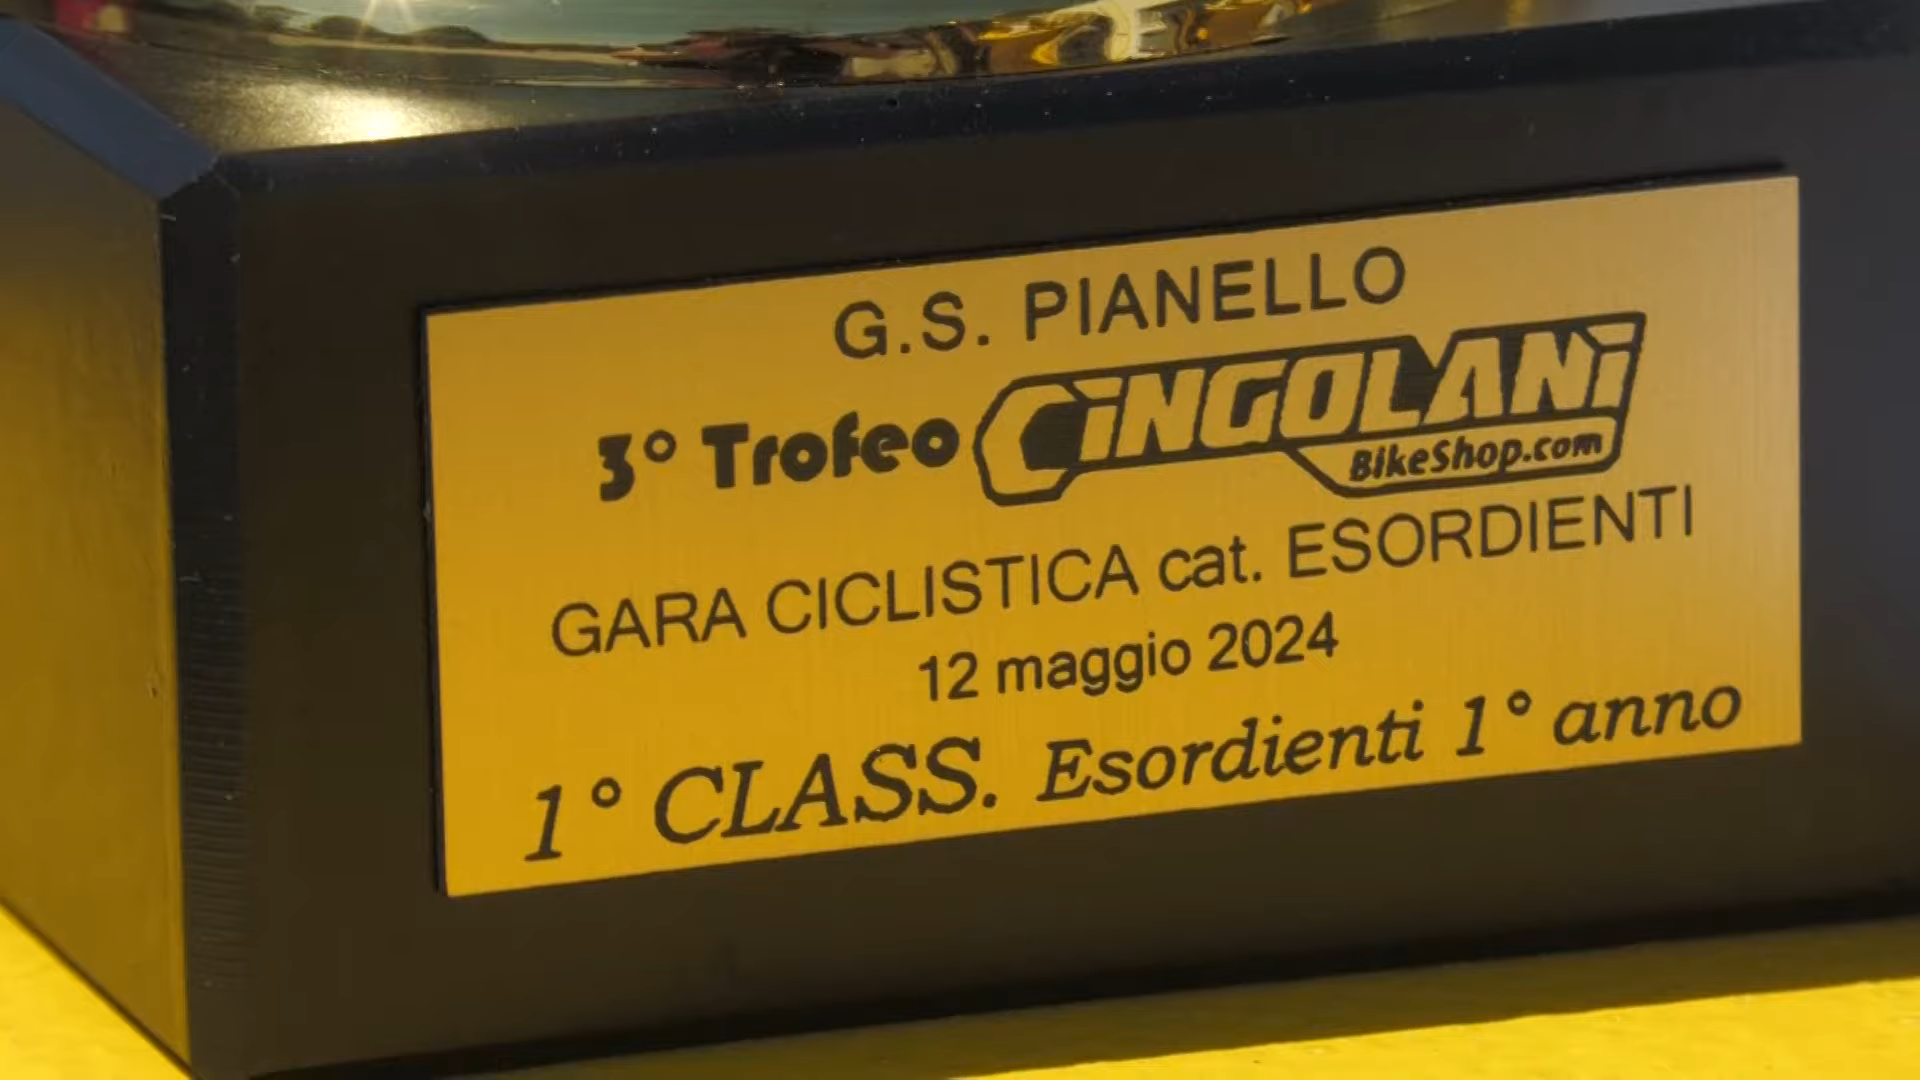 G.S. PIANELLO
3° Trofeo CiNGOLANi
BikeShop.com
GARA CICLISTICA cat. ESORDIENTI
12 maggio 2024
1° CLASS. Esordienti 1° anno